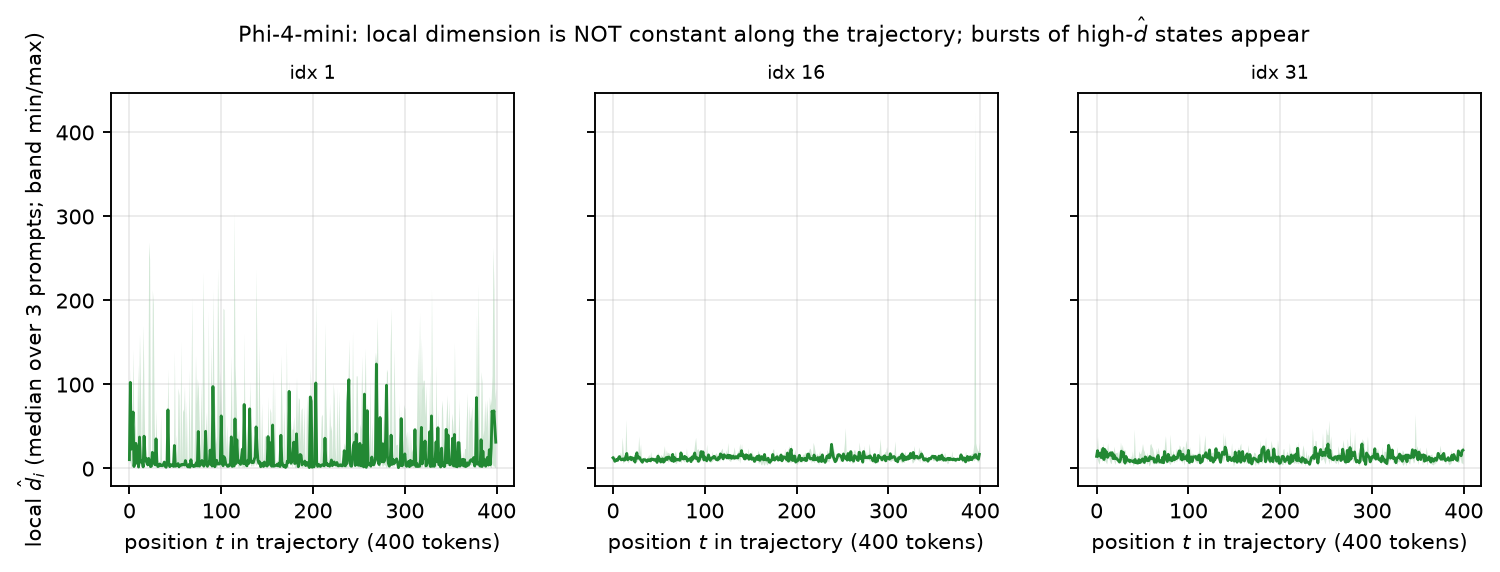 Phi-4-mini: local dimension is NOT constant along the trajectory; bursts of high-d̂ states appear
local d̂ᵢ (median over 3 prompts; band min/max)
idx 1
400
300
200
100
0
0 100 200 300 400
position t in trajectory (400 tokens)
idx 16
0 100 200 300 400
position t in trajectory (400 tokens)
idx 31
0 100 200 300 400
position t in trajectory (400 tokens)